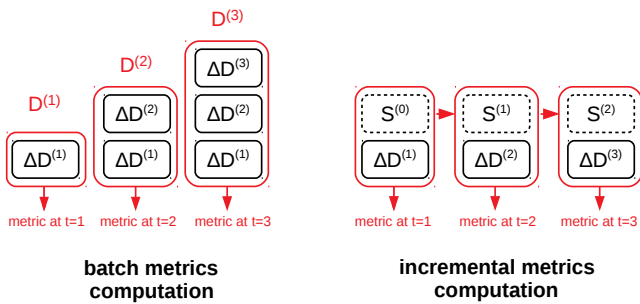 D(1)
ΔD(1)
metric at t=1
D(2)
ΔD(2)
ΔD(1)
metric at t=2
D(3)
ΔD(3)
ΔD(2)
ΔD(1)
metric at t=3
batch metrics
computation
S(0)
ΔD(1)
metric at t=1
S(1)
ΔD(2)
metric at t=2
S(2)
ΔD(3)
metric at t=3
incremental metrics
computation